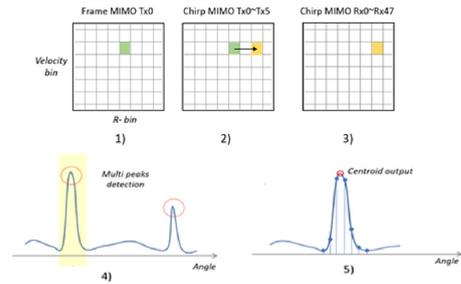 Frame MIMO Tx0
Chirp MIMO Tx0~Tx5
Chirp MIMO Rx0~Rx47
Velocity
bin
R- bin
1)
2)
3)
Multi peaks
detection
Centroid output
Angle
Angle
4)
5)